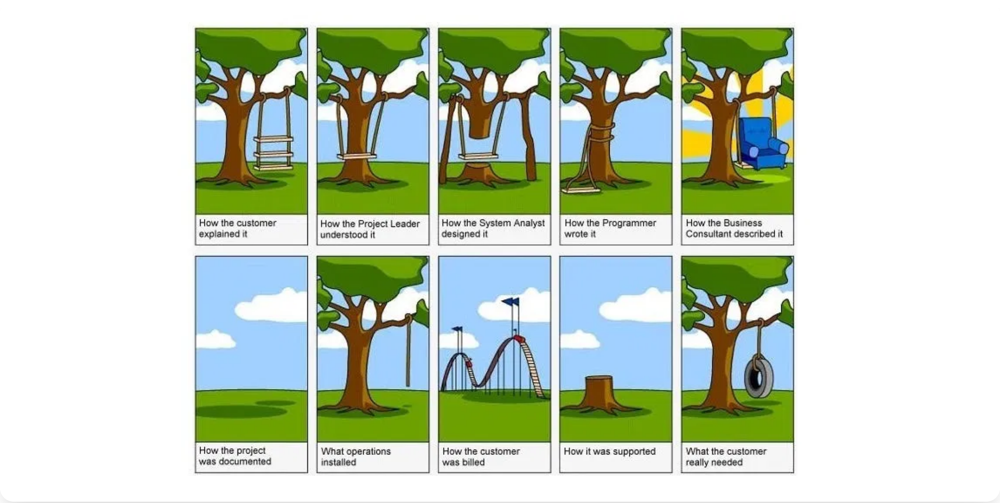 How the customer
explained it
How the Project Leader
understood it
How the System Analyst
designed it
How the Programmer
wrote it
How the Business
Consultant described it
How the project
was documented
What operations
installed
How the customer
was billed
How it was supported
What the customer
really needed